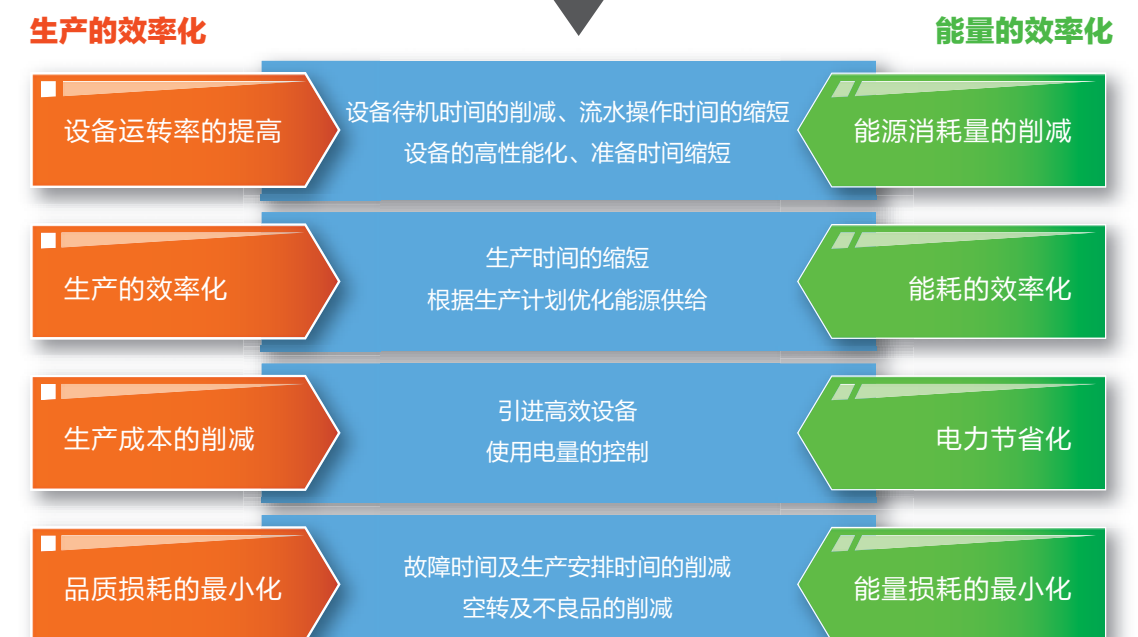 生产的效率化
能量的效率化
设备运转率的提高
设备待机时间的削减、流水操作时间的缩短
设备的高性能化、准备时间缩短
能源消耗量的削减
生产的效率化
生产时间的缩短
根据生产计划优化能源供给
能耗的效率化
生产成本的削减
引进高效设备
使用电量的控制
电力节省化
品质损耗的最小化
故障时间及生产安排时间的削减
空转及不良品的削减
能量损耗的最小化